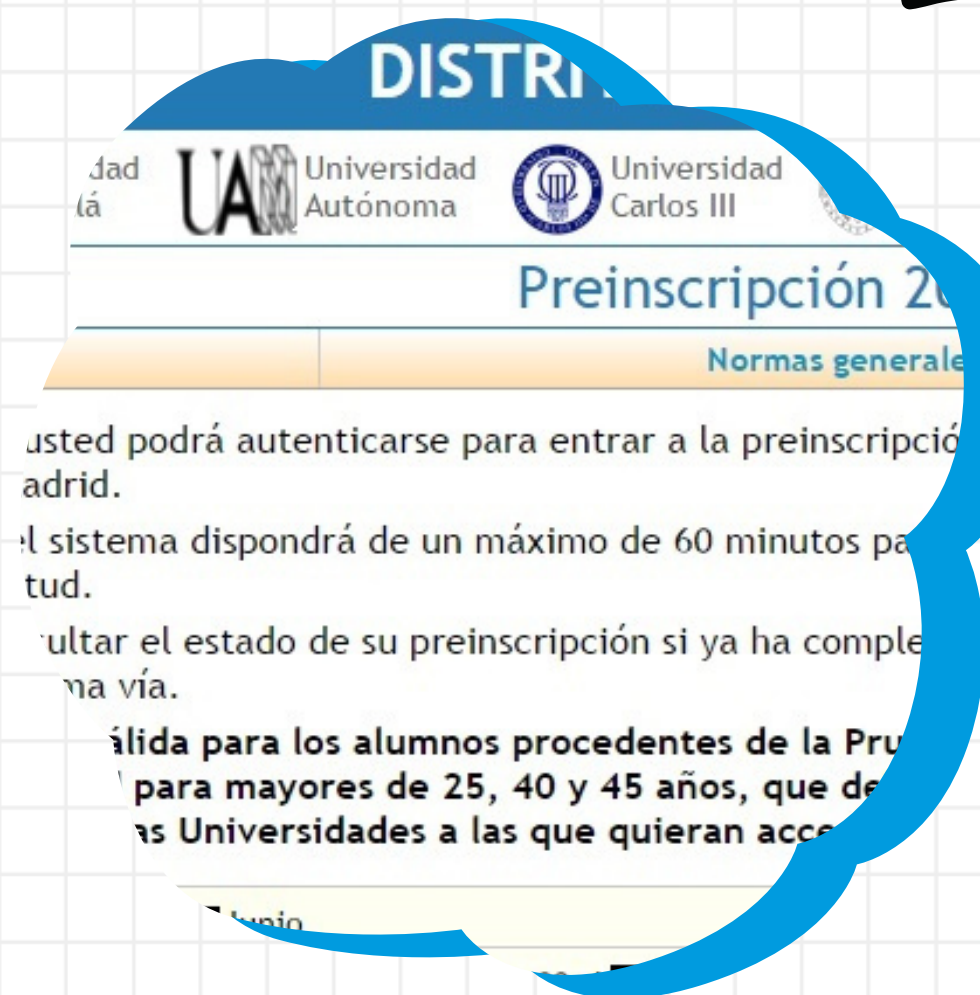 DISTRI
Universidad Universidad
UA Autónoma Carlos III
Preinscripción
Normas generale
usted podrá autenticarse para entrar a la preinscripció
adrid.
el sistema dispondrá de un máximo de 60 minutos pa
tud.
ultar el estado de su preinscripción si ya ha comple
ma vía.
álida para los alumnos procedentes de la Pru
para mayores de 25, 40 y 45 años, que de
as Universidades a las que quieran acce
Junio